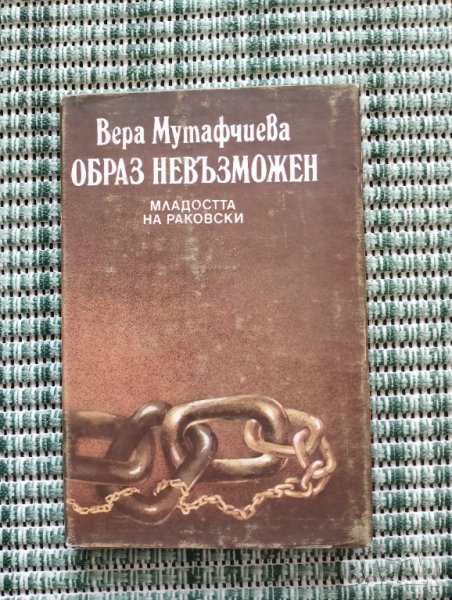 Вера Мутафчиева
ОБРАЗ НЕВЪЗМОЖЕН
МЛАДОСТТА
НА РАКОВСКИ